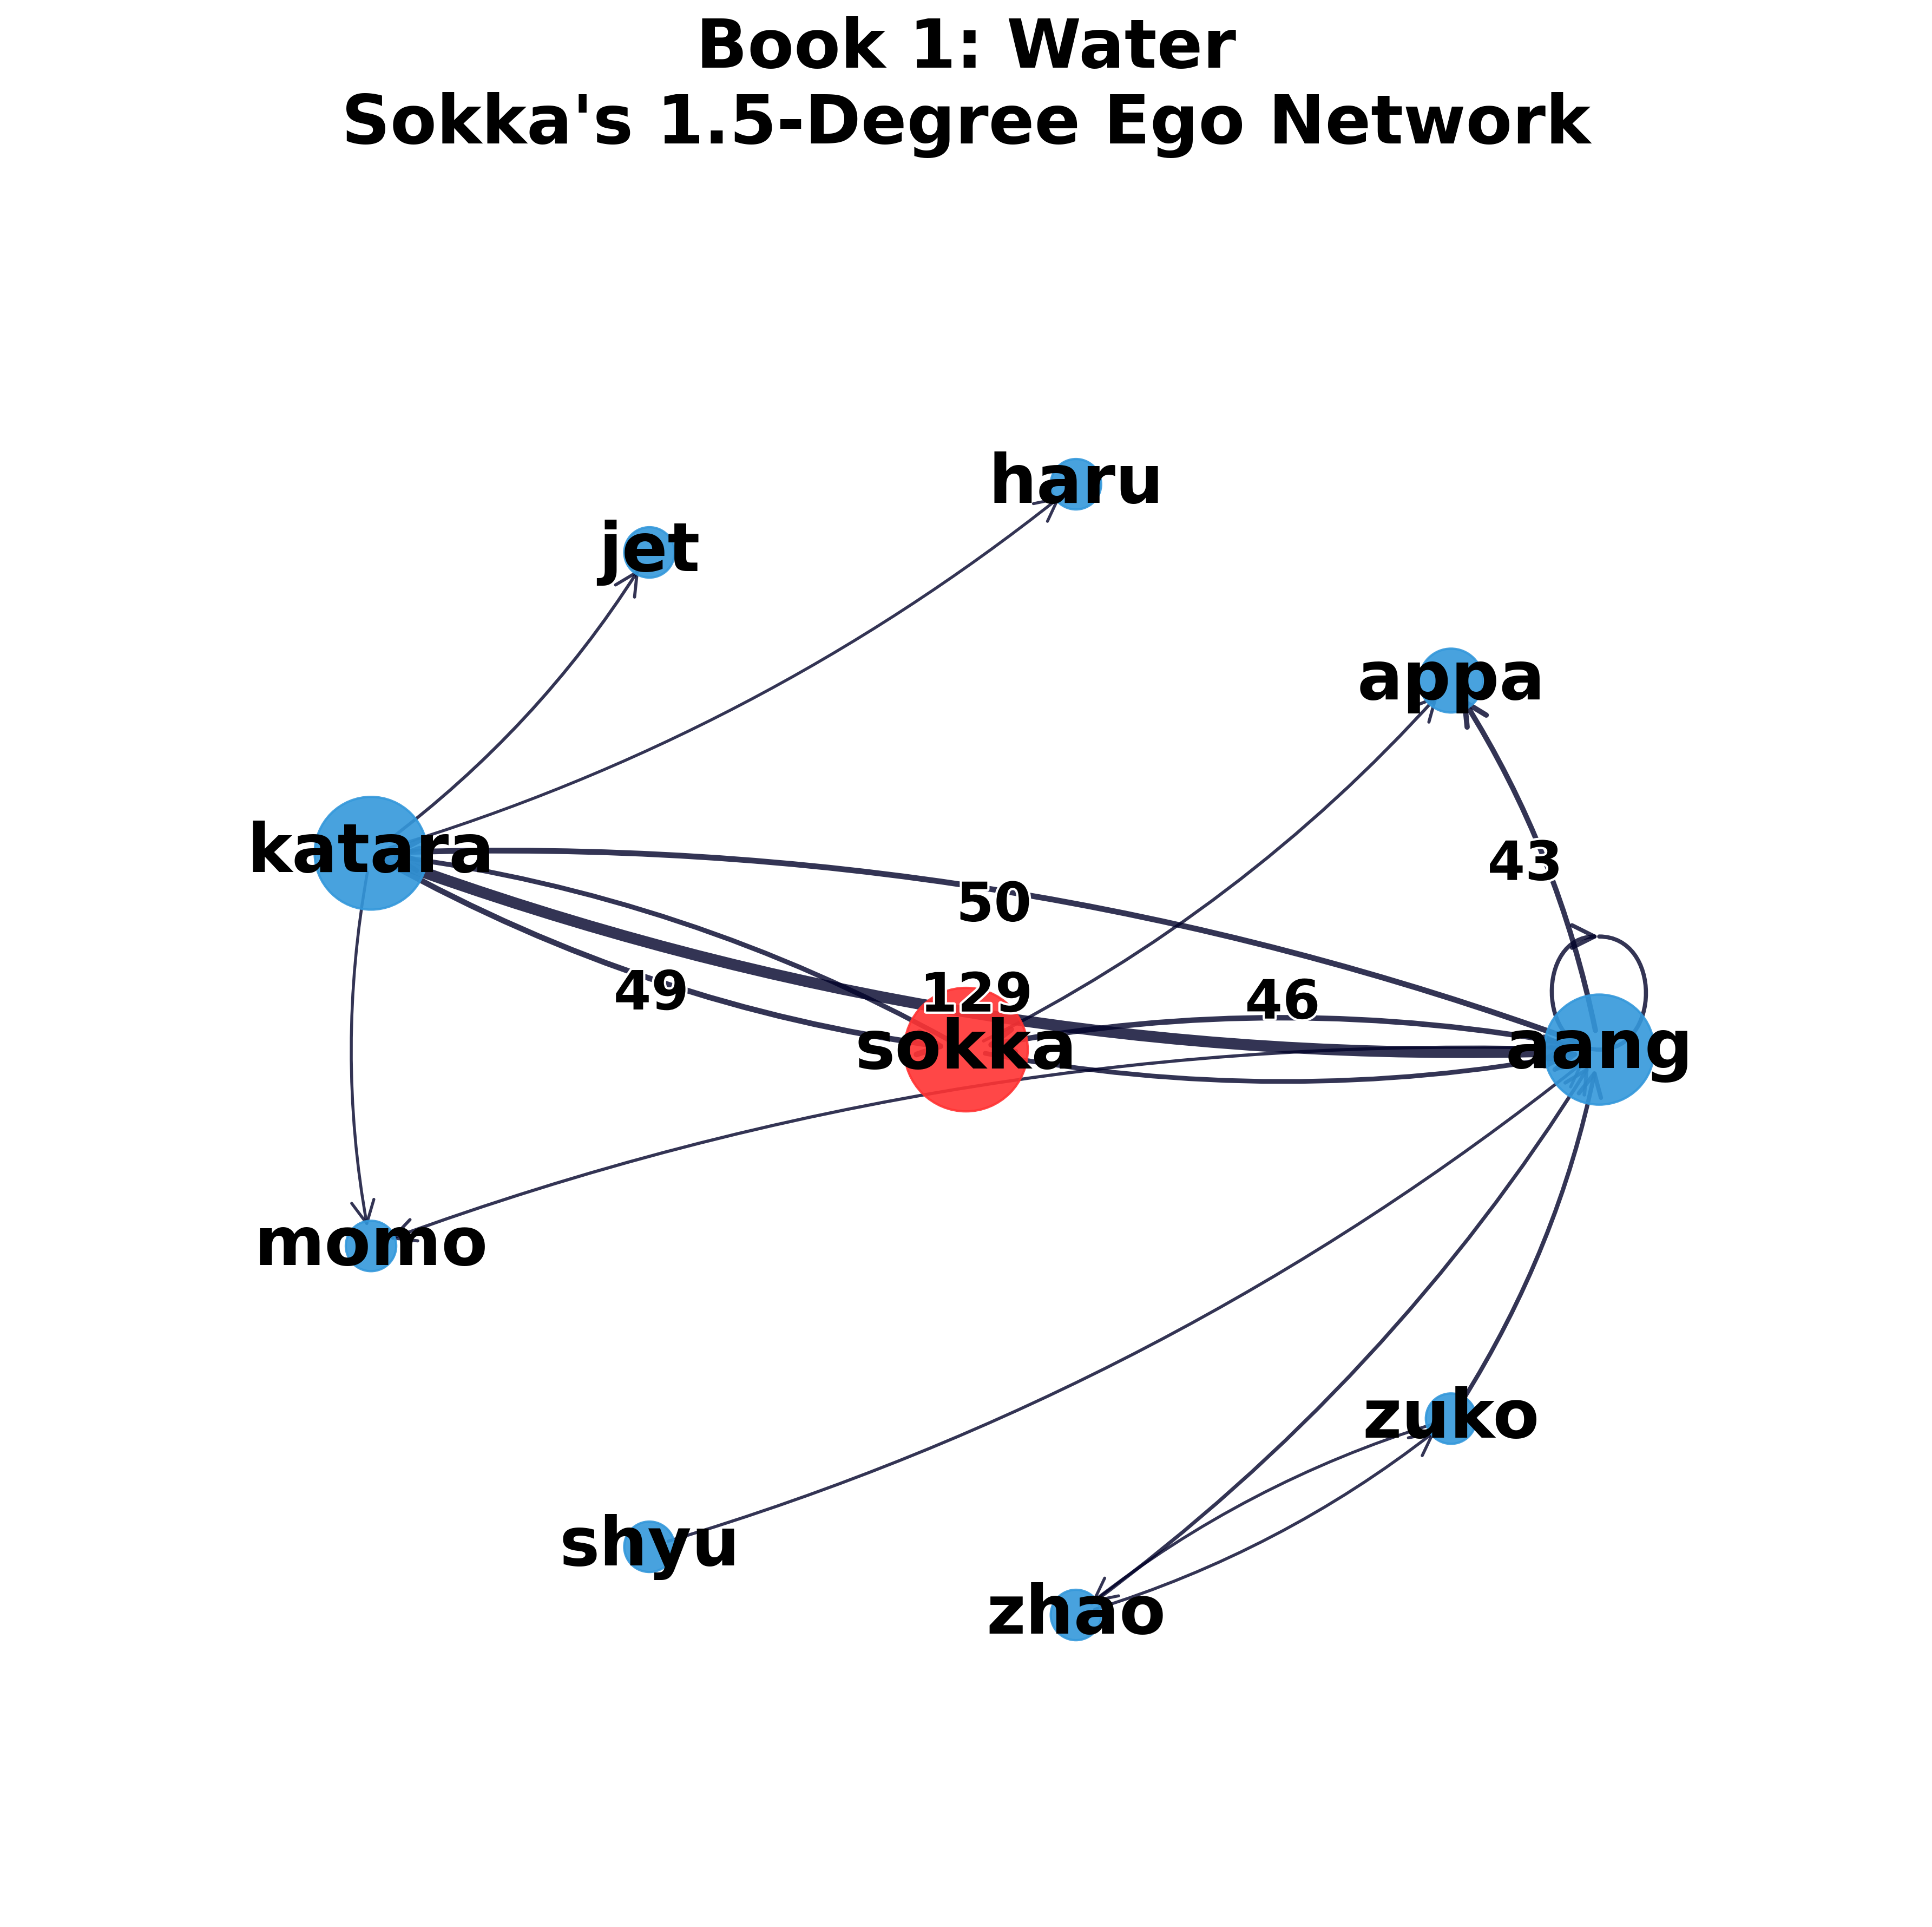 Book 1: Water
Sokka's 1.5-Degree Ego Network
haru
jet
appa
katara
43
50
49
129
46
sokka
aang
momo
zuko
shyu
zhao